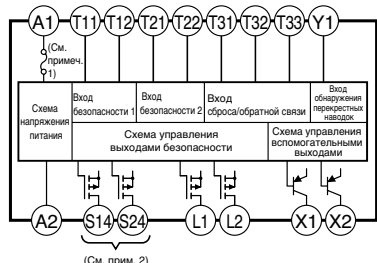 A1 T11 T12 T21 T22 T31 T32 T33 Y1
(См.
примеч.
1)
Схема
напряжения
питания
Вход
безопасности 1
Вход
безопасности 2
Вход
сброса/обратной связи
Вход
обнаружения
перекрестных
наводок
Схема управления
выходами безопасности
Схема управления
вспомогательными
выходами
A2 S14 S24 L1 L2 X1 X2
(См. прим. 2)